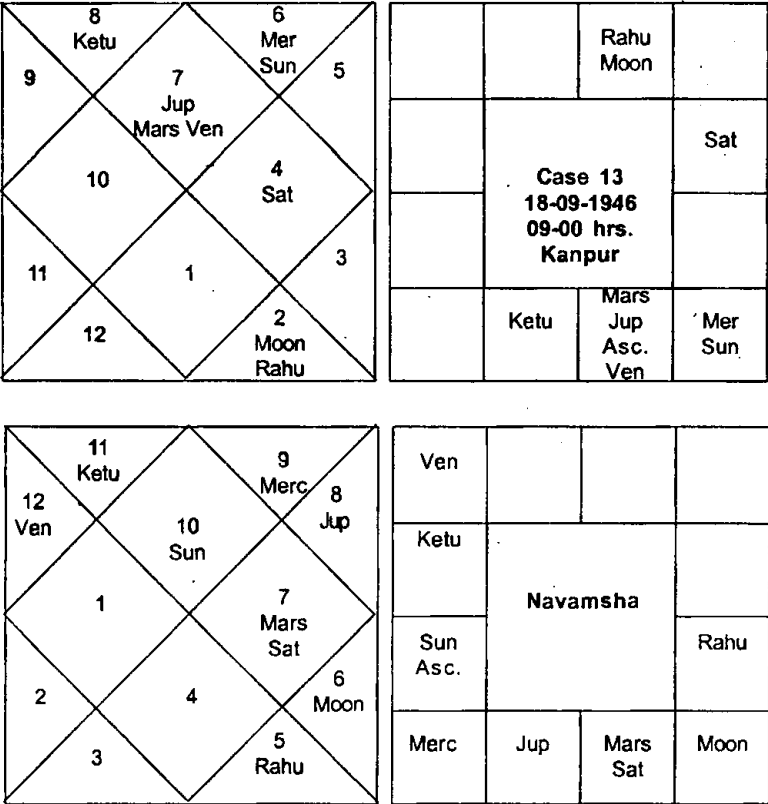 8
Ketu
6
Mer
Sun
9
7
Jup
Mars Ven
5
10
4
Sat
11
1
3
12
2
Moon
Rahu
Rahu
Moon
Sat
Case 13
18-09-1946
09-00 hrs.
Kanpur
Ketu
Mars
Jup
Asc.
Ven
Mer
Sun
11
Ketu
9
Merc
8
Jup
12
Ven
10
Sun
1
7
Mars
Sat
2
4
6
Moon
3
5
Rahu
Ven
Ketu
Navamsha
Sun
Asc.
Rahu
Merc
Jup
Mars
Sat
Moon